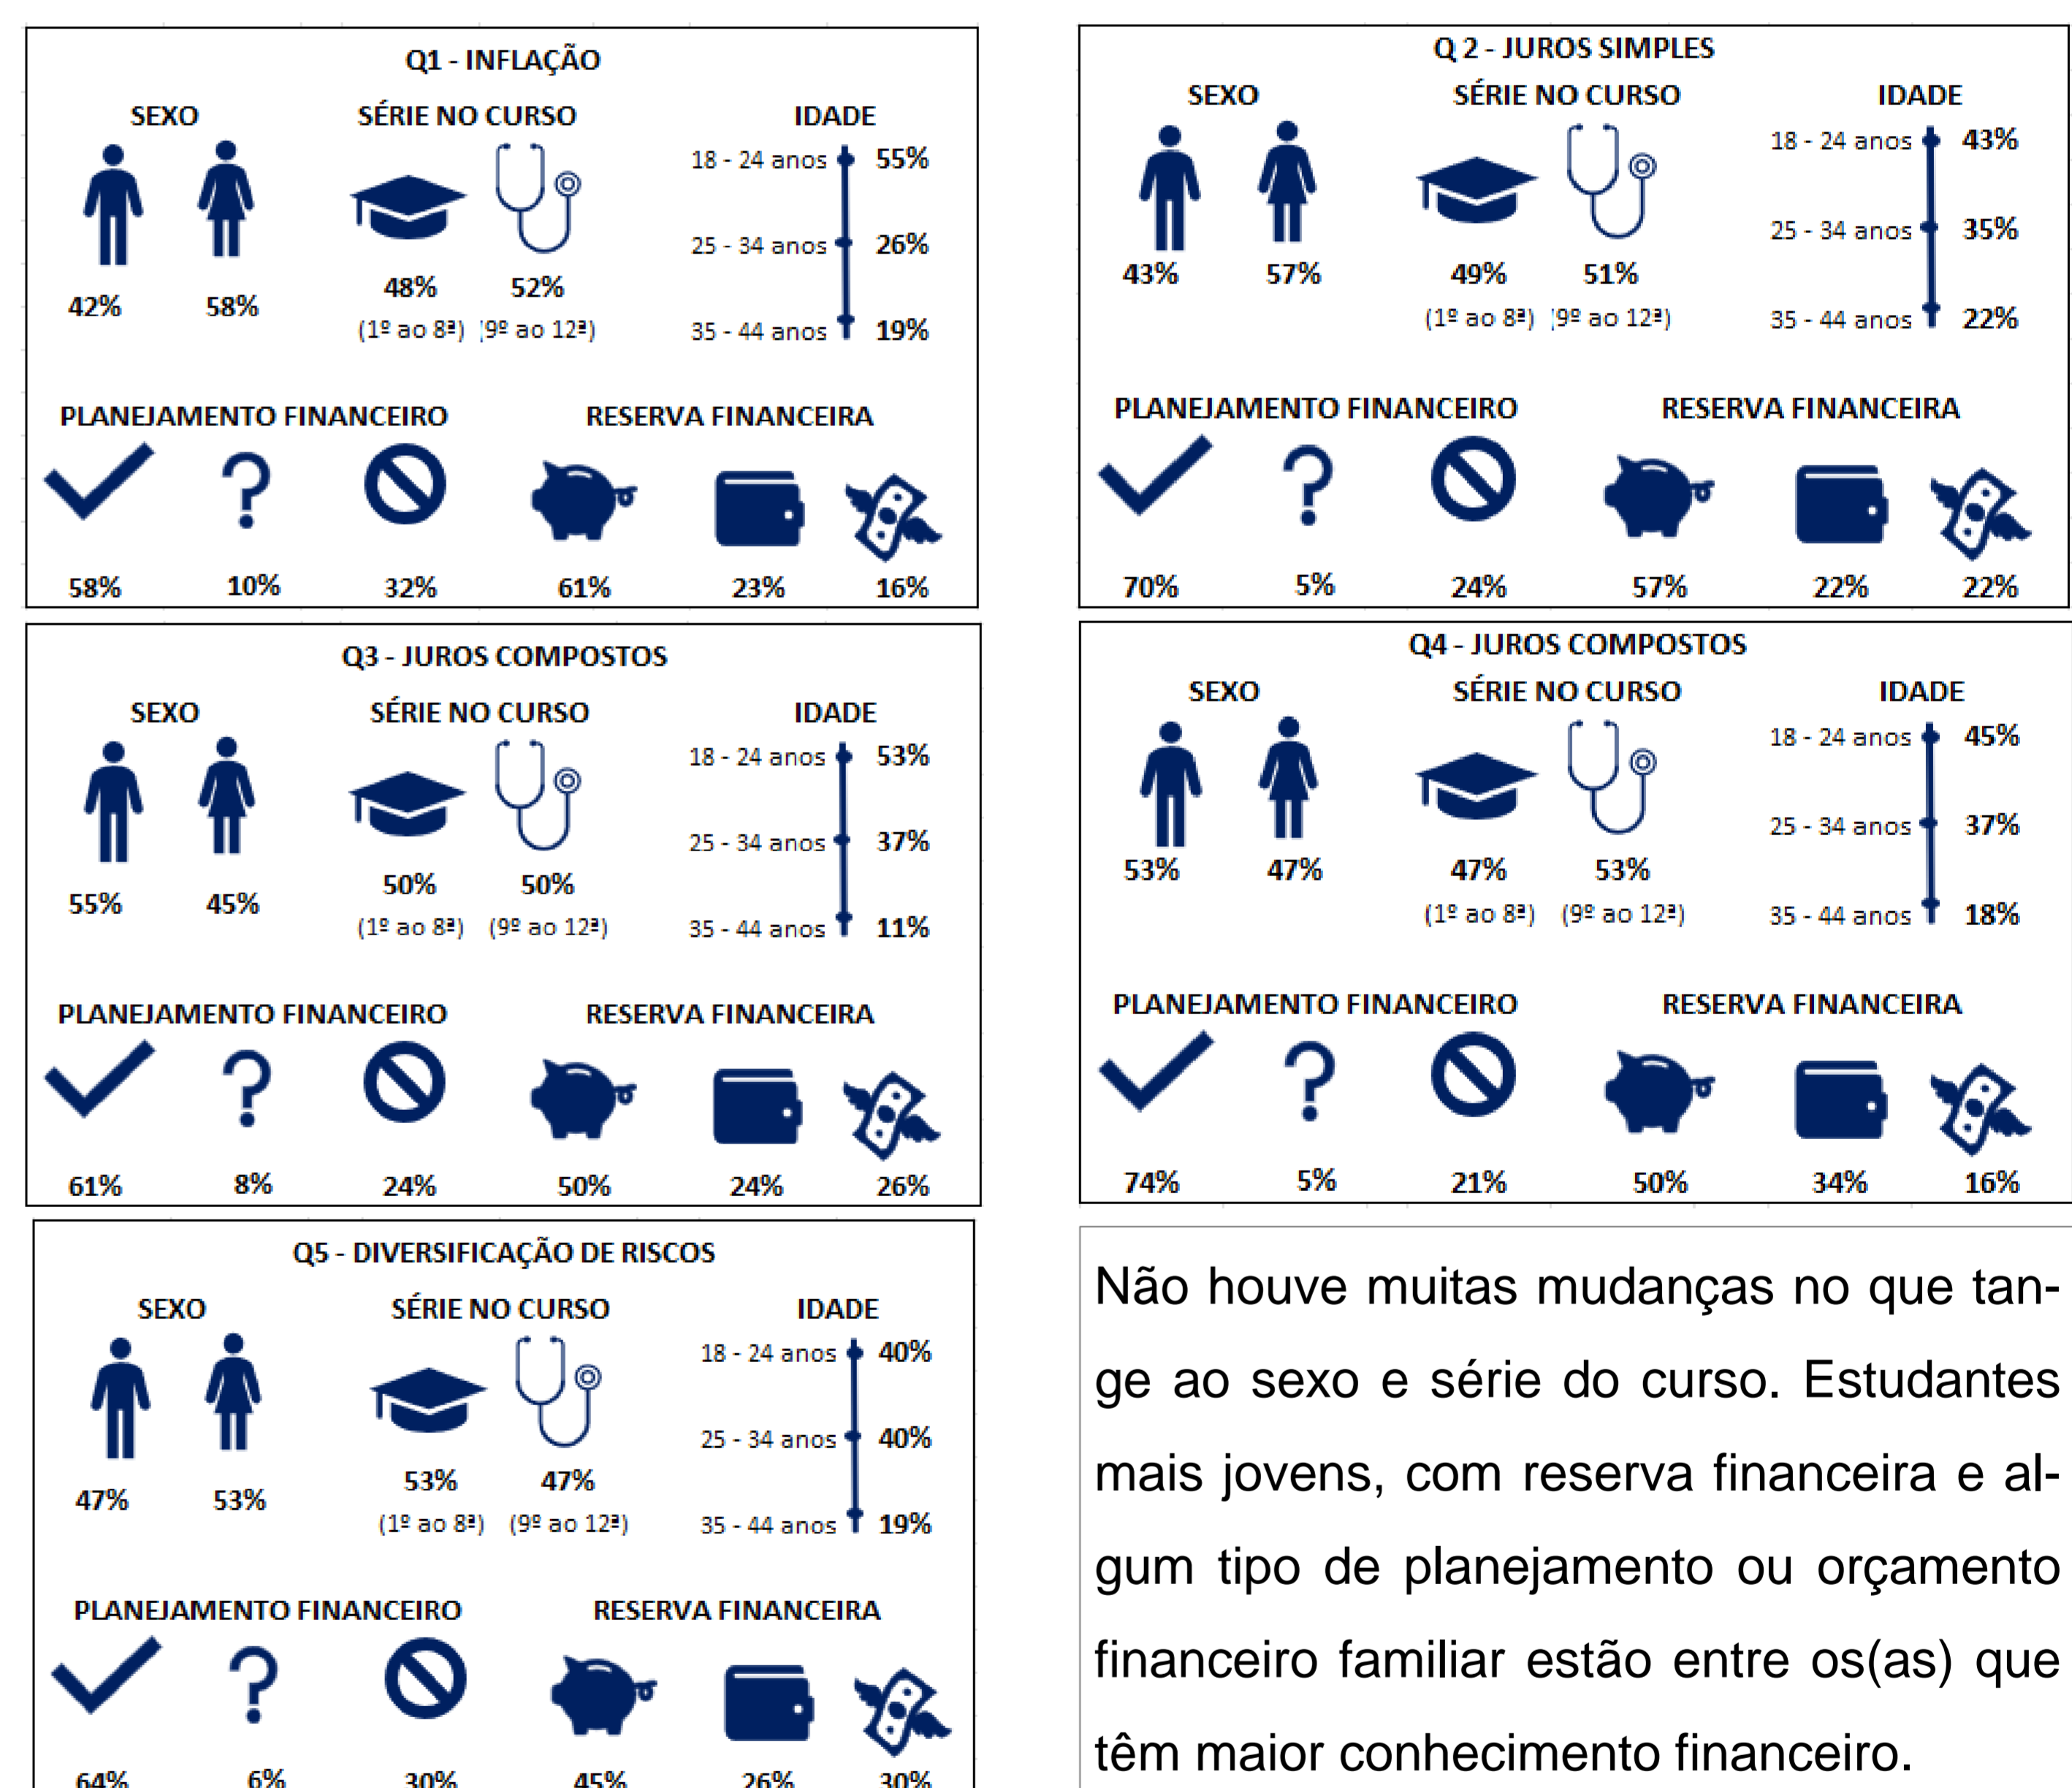 Q1 - INFLAÇÃO
SEXO SÉRIE NO CURSO IDADE
18 - 24 anos 55%
25 - 34 anos 26%
48% 52%
42% 58%
(1º ao 8ª) (9º ao 12ª) 35 - 44 anos 19%
PLANEJAMENTO FINANCEIRO RESERVA FINANCEIRA
?
58% 10% 32% 61% 23% 16%
Q 2 - JUROS SIMPLES
SEXO SÉRIE NO CURSO IDADE
18 - 24 anos 43%
25 - 34 anos 35%
43% 57% 49% 51%
(1º ao 8ª) (9º ao 12ª) 35 - 44 anos 22%
PLANEJAMENTO FINANCEIRO RESERVA FINANCEIRA
?
70% 5% 24% 57% 22% 22%
Q3 - JUROS COMPOSTOS
SEXO SÉRIE NO CURSO IDADE
18 - 24 anos 53%
25 - 34 anos 37%
50% 50%
55% 45%
(1º ao 8ª) (9º ao 12ª) 35 - 44 anos 11%
PLANEJAMENTO FINANCEIRO RESERVA FINANCEIRA
?
61% 8% 24% 50% 24% 26%
Q4 - JUROS COMPOSTOS
SEXO SÉRIE NO CURSO IDADE
18 - 24 anos 45%
25 - 34 anos 37%
53% 47% 47% 53%
(1º ao 8ª) (9º ao 12ª) 35 - 44 anos 18%
PLANEJAMENTO FINANCEIRO RESERVA FINANCEIRA
?
74% 5% 21% 50% 34% 16%
Q5 - DIVERSIFICAÇÃO DE RISCOS
SEXO SÉRIE NO CURSO IDADE
18 - 24 anos 40%
25 - 34 anos 40%
53% 47%
47% 53%
(1º ao 8ª) (9º ao 12ª) 35 - 44 anos 19%
PLANEJAMENTO FINANCEIRO RESERVA FINANCEIRA
?
64% 6% 30% 45% 26% 30%
Não houve muitas mudanças no que tan-
ge ao sexo e série do curso. Estudantes
mais jovens, com reserva financeira e al-
gum tipo de planejamento ou orçamento
financeiro familiar estão entre os(as) que
têm maior conhecimento financeiro.